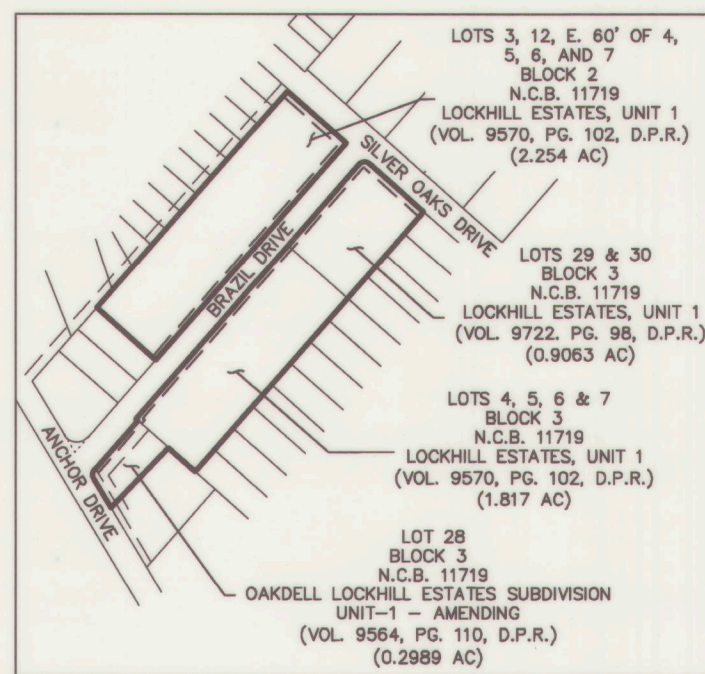 LOTS 3, 12, E. 60' OF 4,
5, 6, AND 7
BLOCK 2
N.C.B. 11719
LOCKHILL ESTATES, UNIT 1
(VOL. 9570, PG. 102, D.P.R.)
(2.254 AC)
SILVER OAKS DRIVE
BRAZIL DRIVE
LOTS 29 & 30
BLOCK 3
N.C.B. 11719
LOCKHILL ESTATES, UNIT 1
(VOL. 9722. PG. 98, D.P.R.)
(0.9063 AC)
LOTS 4, 5, 6 & 7
BLOCK 3
N.C.B. 11719
LOCKHILL ESTATES, UNIT 1
(VOL. 9570, PG. 102, D.P.R.)
(1.817 AC)
ANCHOR DRIVE
LOT 28
BLOCK 3
N.C.B. 11719
OAKDELL LOCKHILL ESTATES SUBDIVISION
UNIT-1 - AMENDING
(VOL. 9564, PG. 110, D.P.R.)
(0.2989 AC)